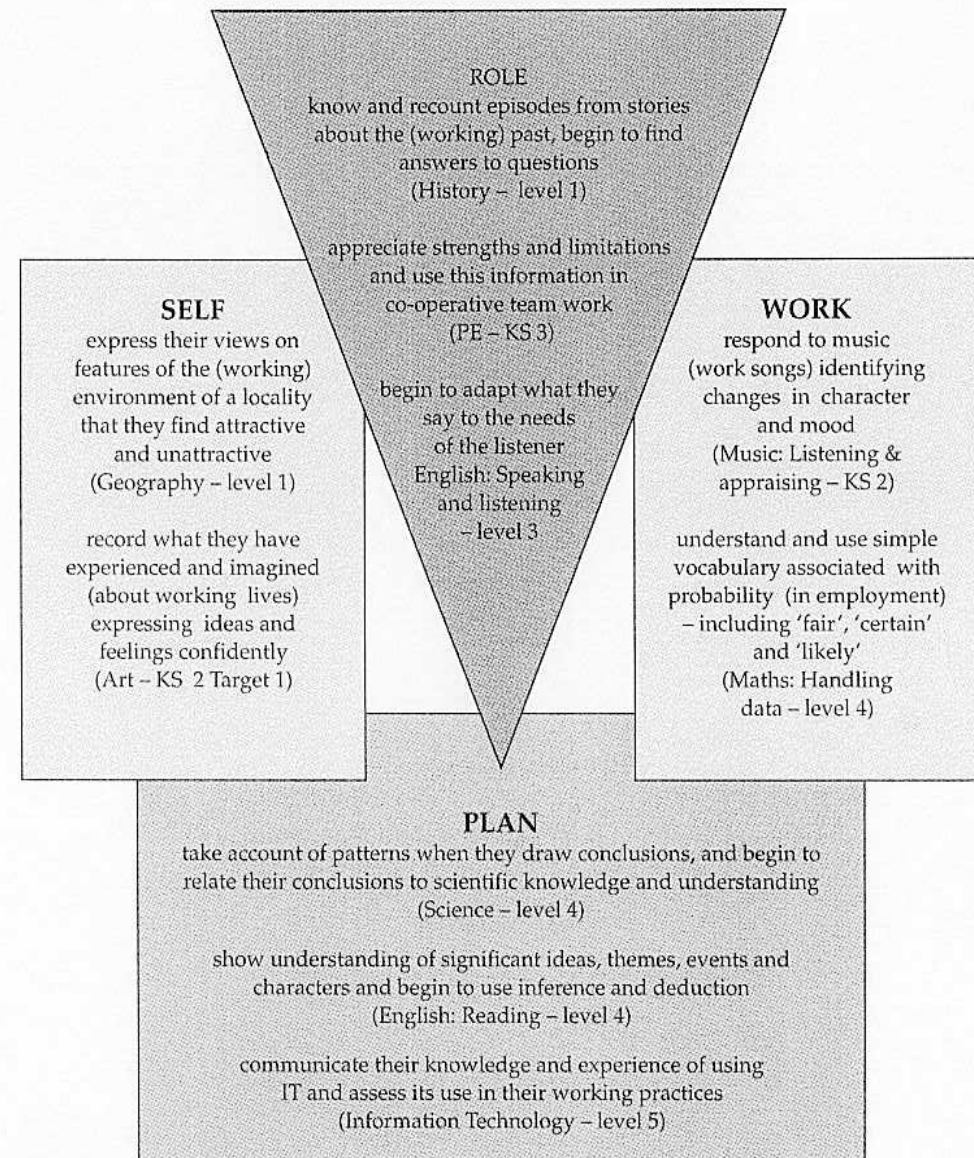 ROLE
know and recount episodes from stories
about the (working) past, begin to find
answers to questions
(History – level 1)
appreciate strengths and limitations
and use this information in
co-operative team work
(PE – KS 3)
begin to adapt what they
say to the needs
of the listener
English: Speaking
and listening
– level 3
SELF
express their views on
features of the (working)
environment of a locality
that they find attractive
and unattractive
(Geography – level 1)
record what they have
experienced and imagined
(about working lives)
expressing ideas and
feelings confidently
(Art – KS 2 Target 1)
WORK
respond to music
(work songs) identifying
changes in character
and mood
(Music: Listening &
appraising – KS 2)
understand and use simple
vocabulary associated with
probability (in employment)
– including 'fair', 'certain'
and 'likely'
(Maths: Handling
data – level 4)
PLAN
take account of patterns when they draw conclusions, and begin to
relate their conclusions to scientific knowledge and understanding
(Science – level 4)
show understanding of significant ideas, themes, events and
characters and begin to use inference and deduction
(English: Reading – level 4)
communicate their knowledge and experience of using
IT and assess its use in their working practices
(Information Technology – level 5)